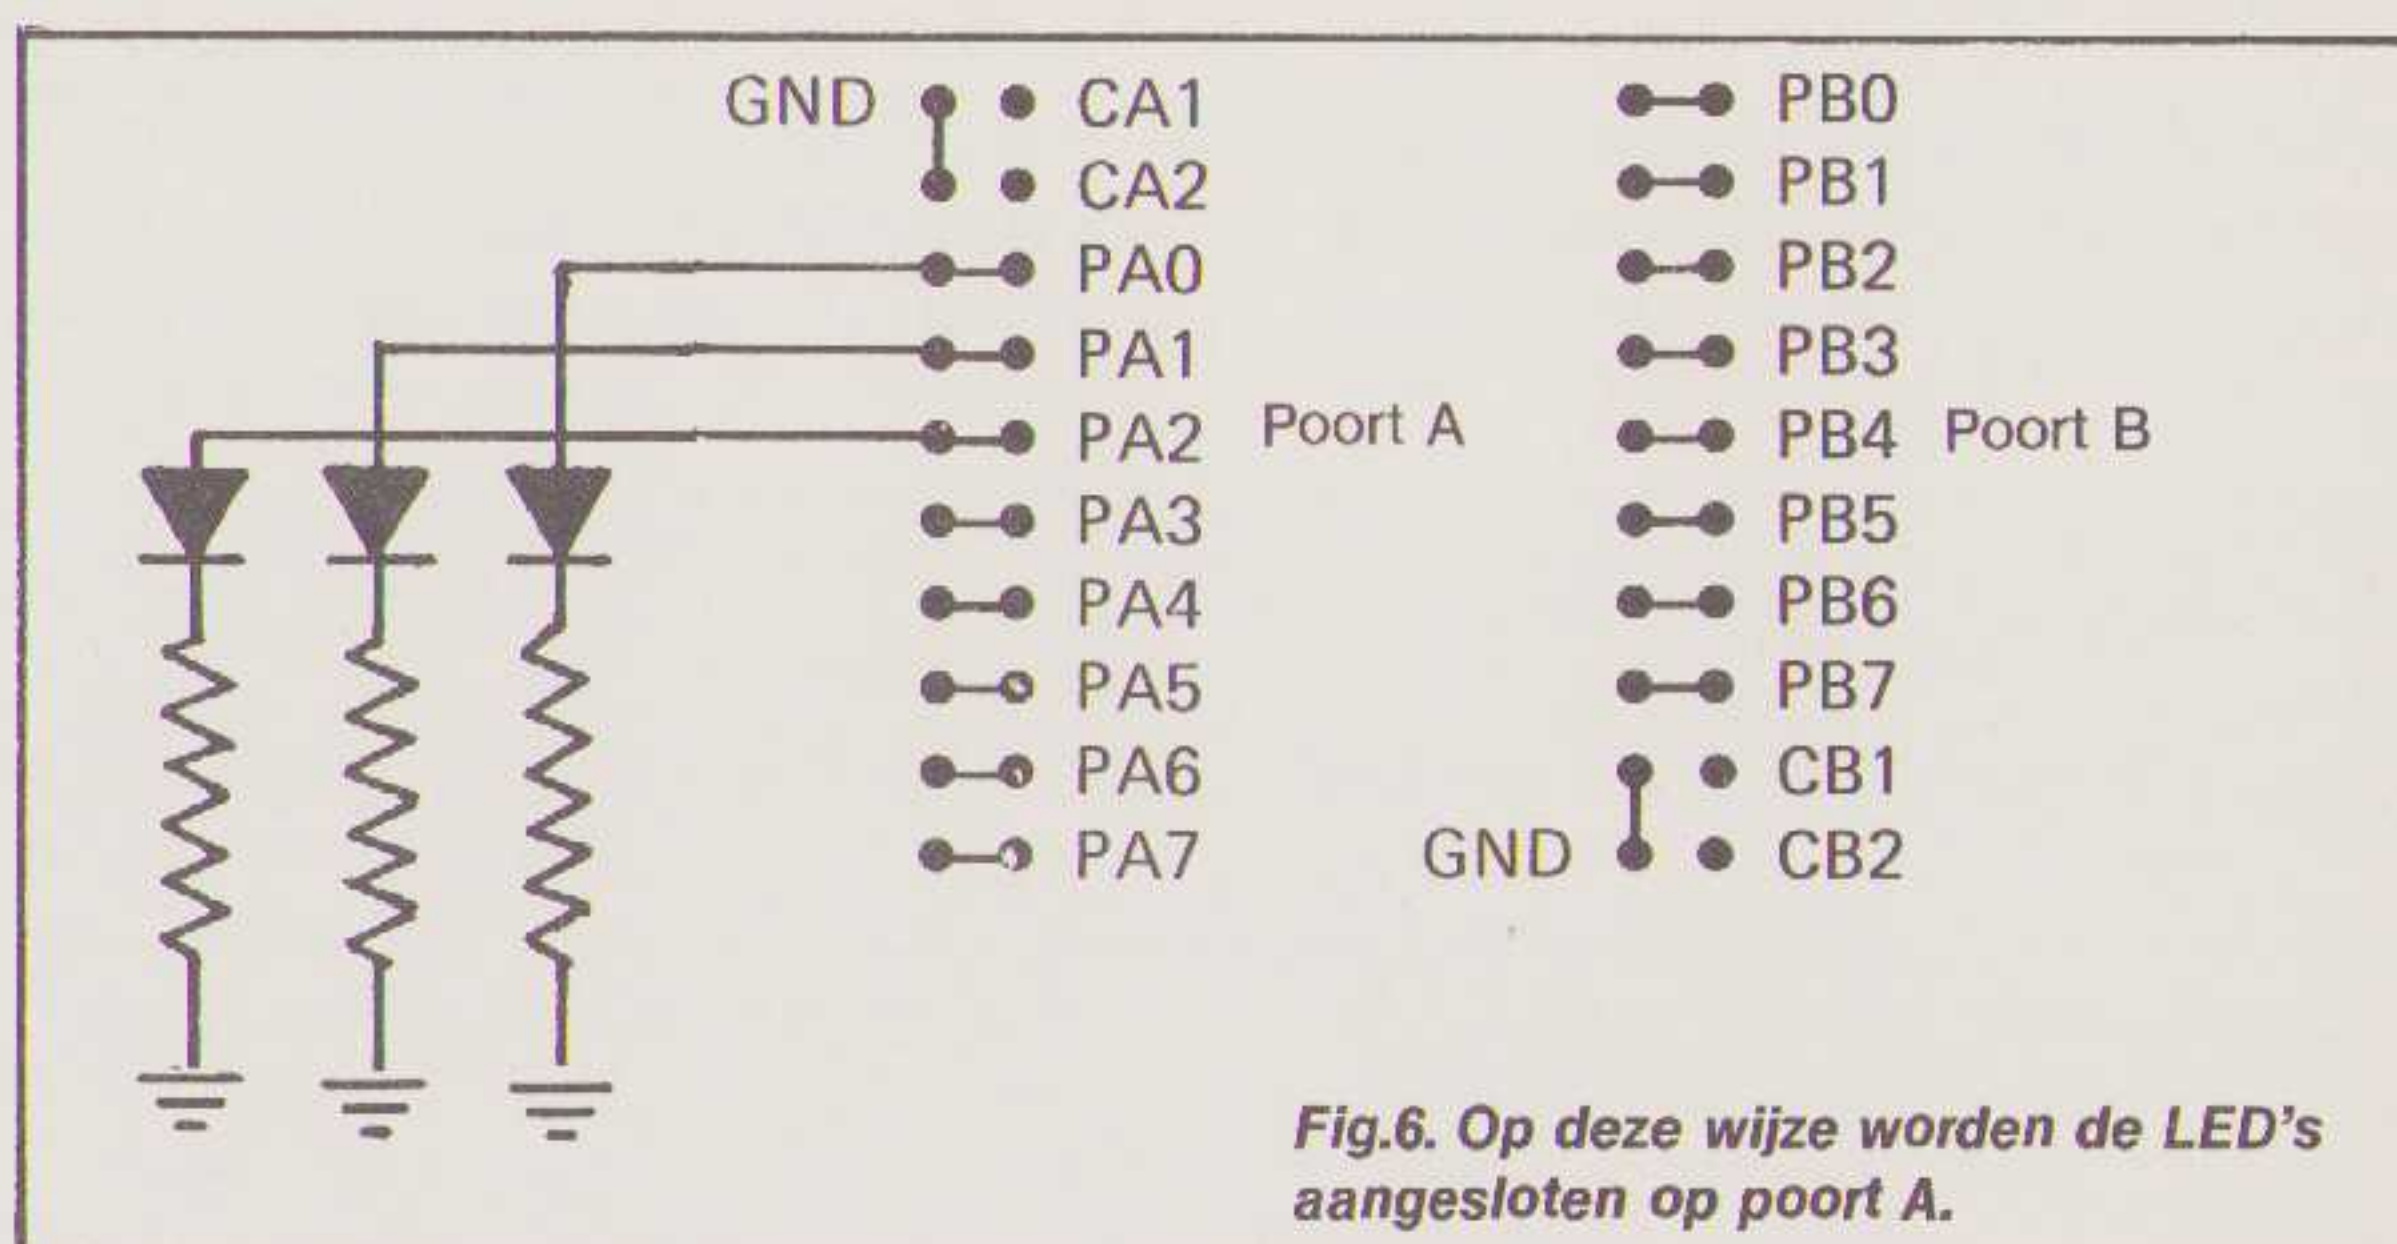 GND CA1
CA2
PA0
PA1
PA2
PA3
PA4
PA5
PA6
PA7
Poort A
PB0
PB1
PB2
PB3
PB4
PB5
PB6
PB7
CB1
GND CB2
Poort B
Fig.6. Op deze wijze worden de LED's
aangesloten op poort A.